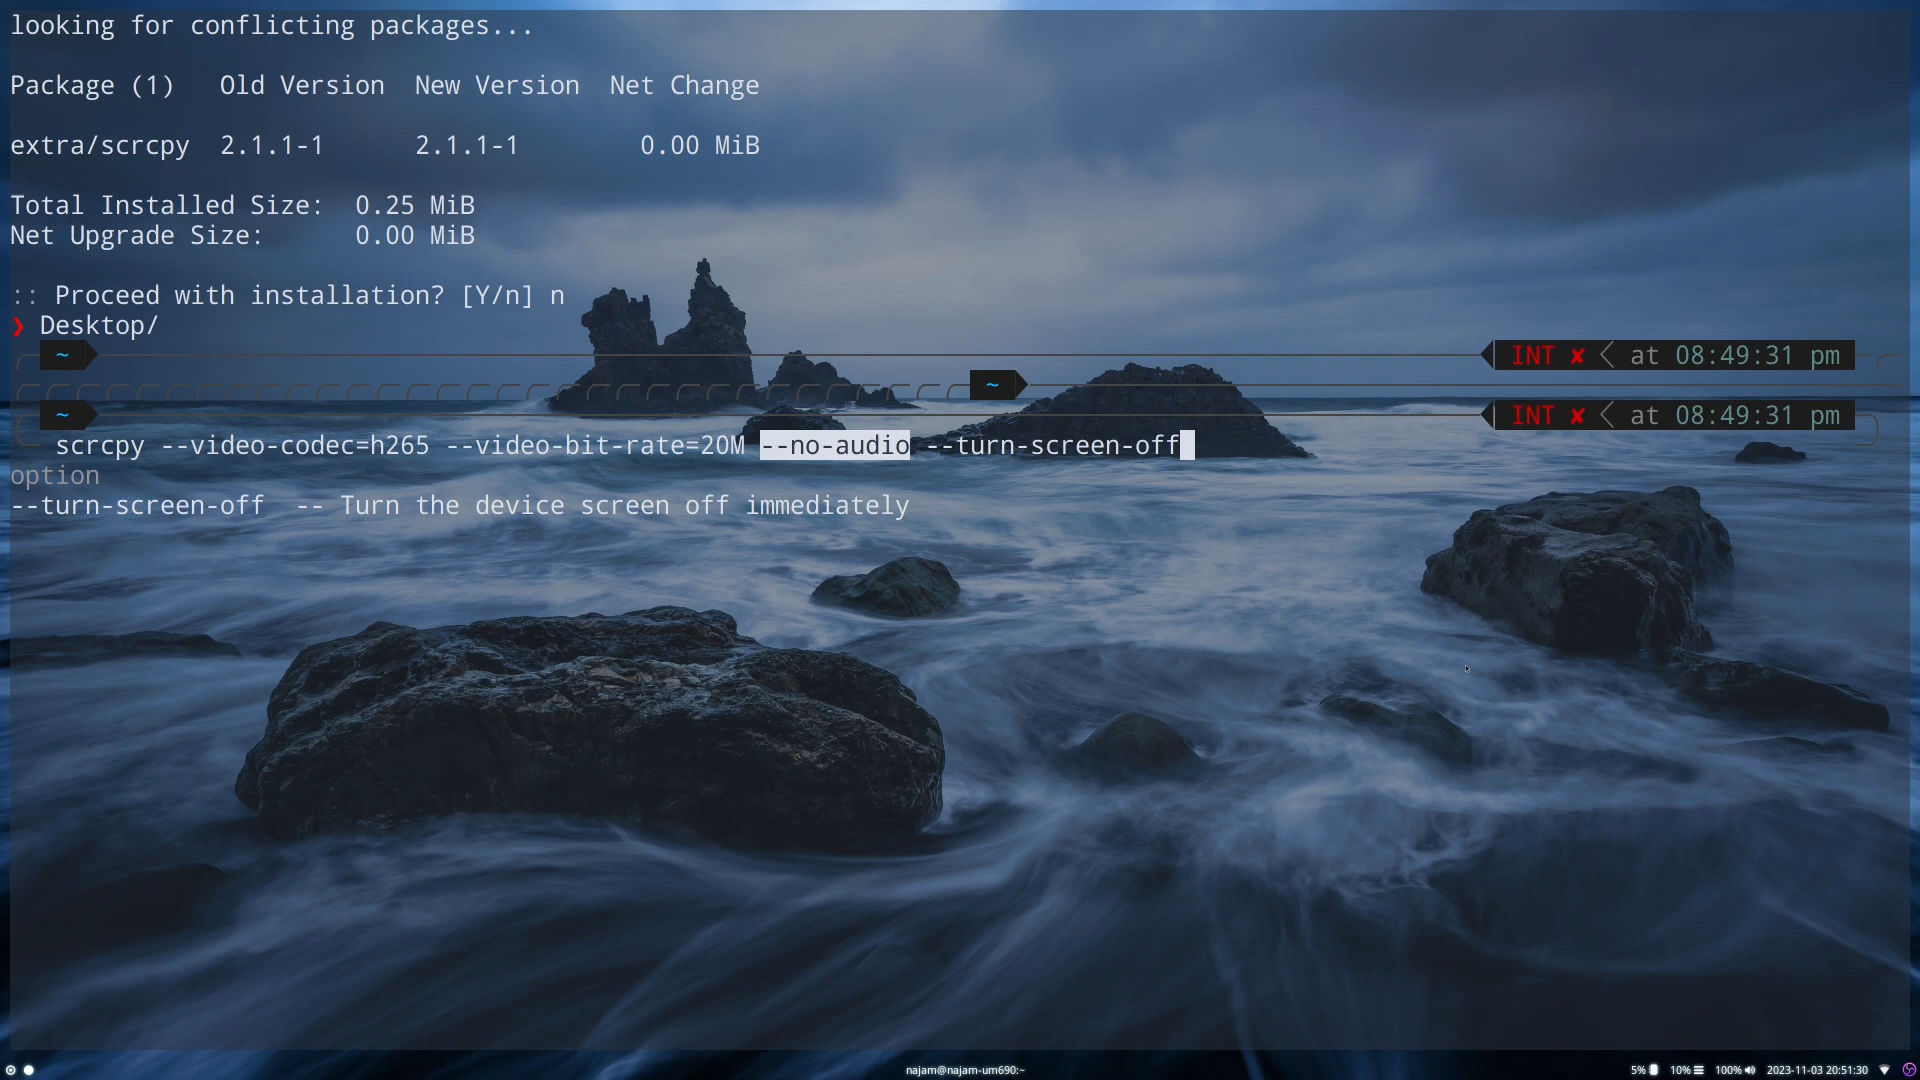 looking for conflicting packages...
Package (1)   Old Version  New Version  Net Change
extra/scrcpy  2.1.1-1      2.1.1-1        0.00 MiB
Total Installed Size:  0.25 MiB
Net Upgrade Size:      0.00 MiB
:: Proceed with installation? [Y/n] n
❯ Desktop/
~ INT ✘ at 08:49:31 pm
~
~ INT ✘ at 08:49:31 pm
scrcpy --video-codec=h265 --video-bit-rate=20M --no-audio --turn-screen-off
option
--turn-screen-off  -- Turn the device screen off immediately
najam@najam-um690:~ 5% 10% 100% 2023-11-03 20:51:30